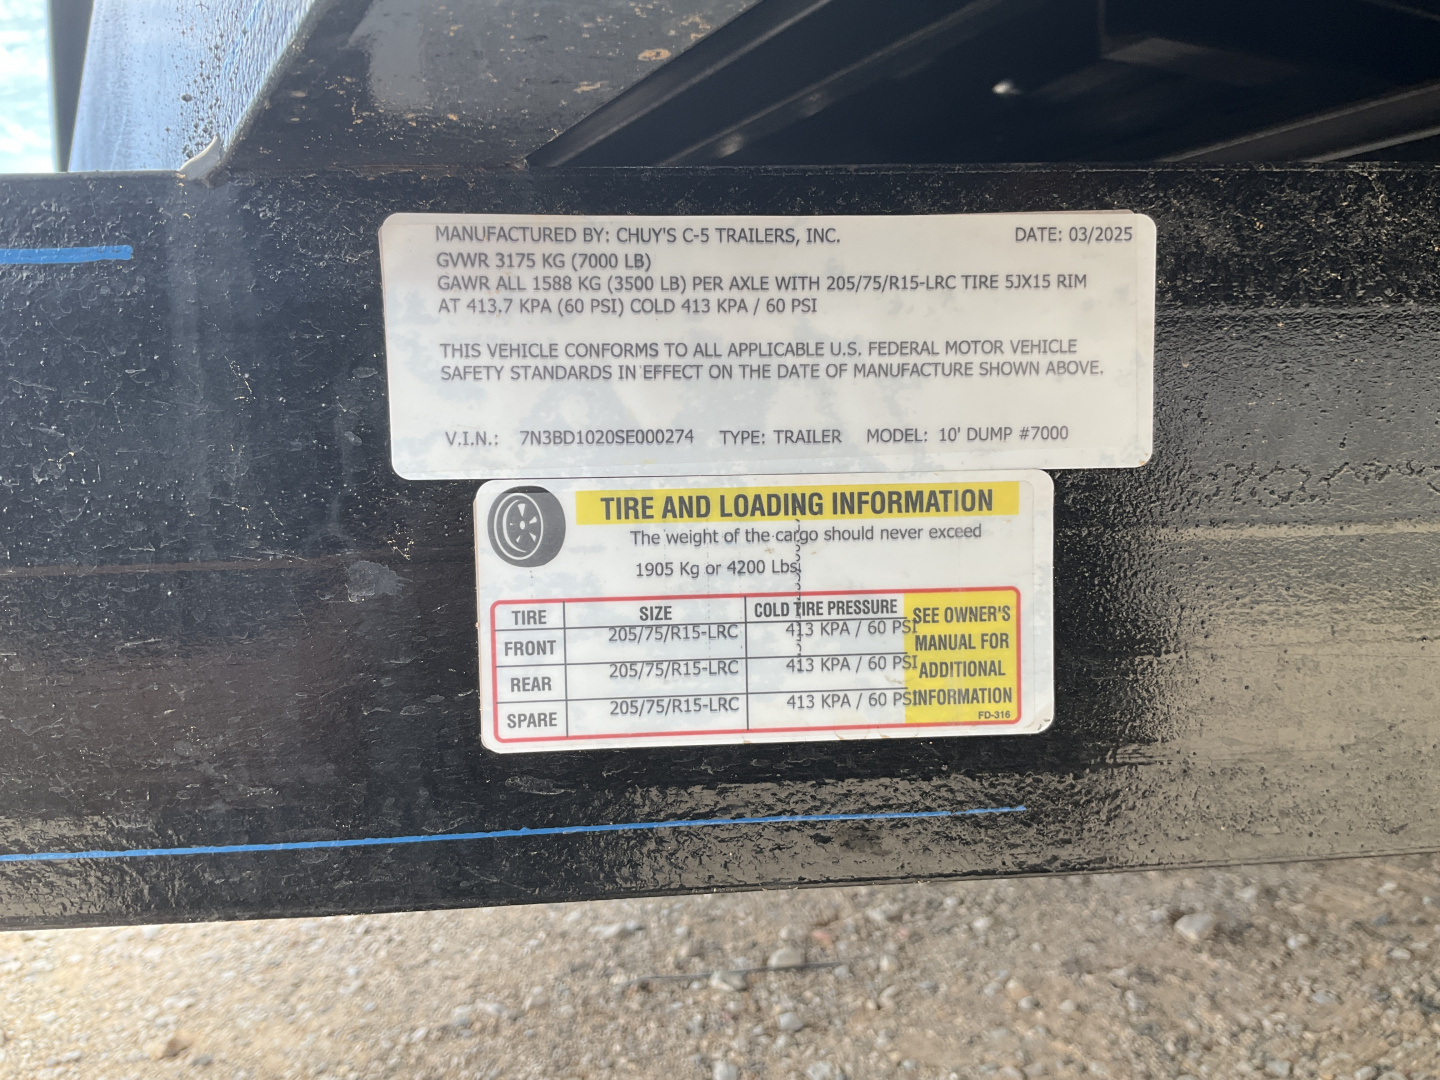 MANUFACTURED BY: CHUY'S C-5 TRAILERS, INC. DATE: 03/2025
GVWR 3175 KG (7000 LB)
GAWR ALL 1588 KG (3500 LB) PER AXLE WITH 205/75/R15-LRC TIRE 5JX15 RIM
AT 413.7 KPA (60 PSI) COLD 413 KPA / 60 PSI
THIS VEHICLE CONFORMS TO ALL APPLICABLE U.S. FEDERAL MOTOR VEHICLE
SAFETY STANDARDS IN EFFECT ON THE DATE OF MANUFACTURE SHOWN ABOVE.
V.I.N.: 7N3BD1020SE000274 TYPE: TRAILER MODEL: 10' DUMP #7000
TIRE AND LOADING INFORMATION
The weight of the cargo should never exceed
1905 Kg or 4200 Lbs.
TIRE SIZE COLD TIRE PRESSURE
FRONT 205/75/R15-LRC 413 KPA / 60 PSI
REAR 205/75/R15-LRC 413 KPA / 60 PSI
SPARE 205/75/R15-LRC 413 KPA / 60 PSI
SEE OWNER'S
MANUAL FOR
ADDITIONAL
INFORMATION
FD-316